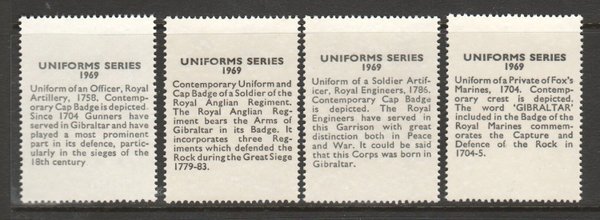 UNIFORMS SERIES
1969
Uniform of an Officer, Royal
Artillery, 1758. Contemp-
orary Cap Badge is depicted.
Since 1704 Gunners have
served in Gibraltar and have
played a most prominent
part in its defence, partic-
ularly in the sieges of the
18th century
UNIFORMS SERIES
1969
Contemporary Uniform and
Cap Badge of a Soldier of the
Royal Anglian Regiment.
The Royal Anglian Reg-
iment bears the Arms of
Gibraltar in its Badge. It
incorporates three Reg-
iments which defended the
Rock during the Great Siege
1779-83.
UNIFORMS SERIES
1969
Uniform of a Soldier Artif-
icer, Royal Engineers, 1786.
Contemporary Cap Badge
is depicted. The Royal
Engineers have served in
this Garrison with great
distinction both in Peace
and War. It could be said
that this Corps was born in
Gibraltar.
UNIFORMS SERIES
1969
Uniform of a Private of Fox's
Marines, 1704. Contemp-
orary crest is depicted.
The word 'GIBRALTAR'
included in the Badge of the
Royal Marines commem-
orates the Capture and
Defence of the Rock in
1704-5.